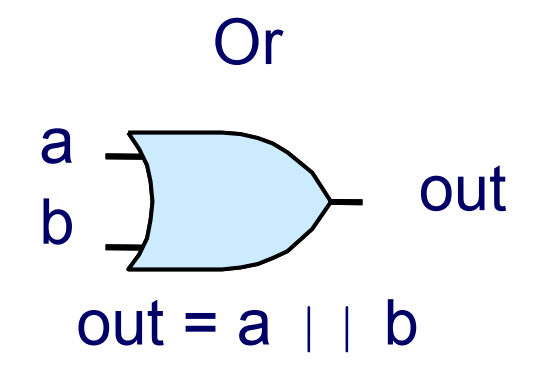 Or
a
b
out
out = a || b